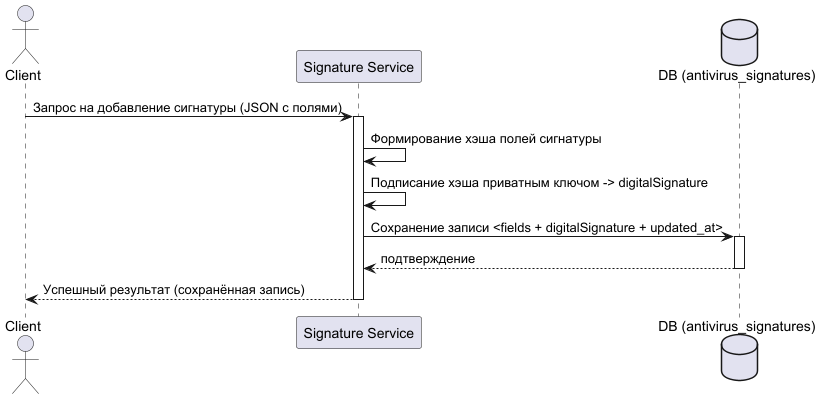 Client
Signature Service
DB (antivirus_signatures)
Запрос на добавление сигнатуры (JSON с полями)
Формирование хэша полей сигнатуры
Подписание хэша приватным ключом -> digitalSignature
Сохранение записи <fields + digitalSignature + updated_at>
подтверждение
Успешный результат (сохранённая запись)
Client
Signature Service
DB (antivirus_signatures)